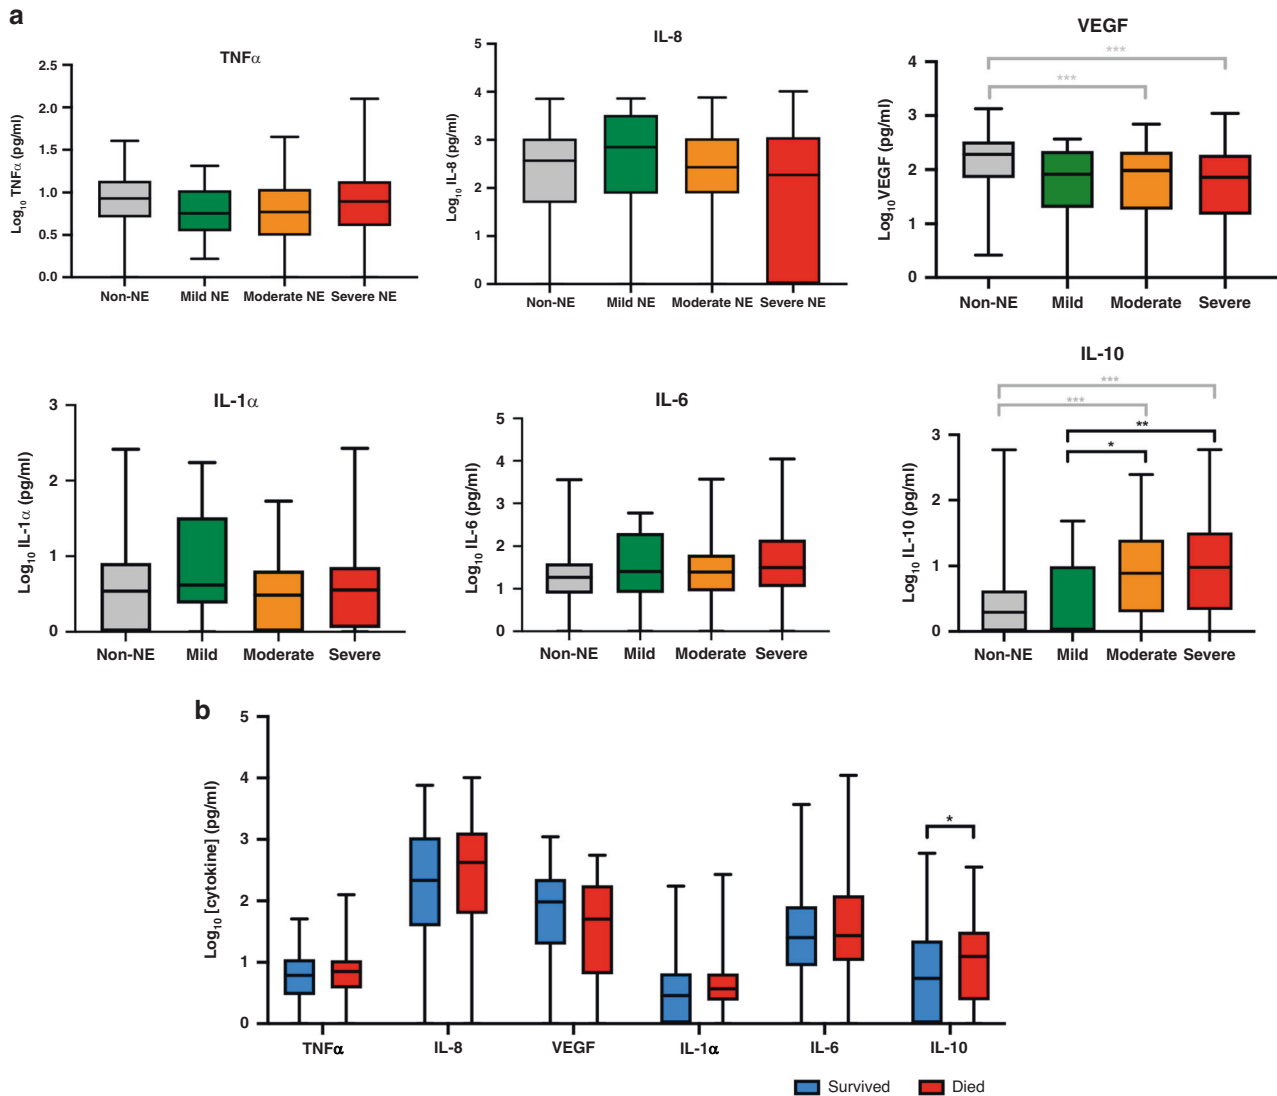 a
TNFα
Log10 TNFα (pg/ml)
2.5
2.0
1.5
1.0
0.5
0.0
Non-NE Mild NE Moderate NE Severe NE
IL-8
Log10 IL-8 (pg/ml)
5
4
3
2
1
0
Non-NE Mild NE Moderate NE Severe NE
VEGF
***
***
Log10VEGF (pg/ml)
4
3
2
1
0
Non-NE Mild Moderate Severe
IL-1α
Log10 IL-1α (pg/ml)
3
2
1
0
Non-NE Mild Moderate Severe
IL-6
Log10 IL-6 (pg/ml)
5
4
3
2
1
0
Non-NE Mild Moderate Severe
IL-10
***
***
**
*
Log10 IL-10 (pg/ml)
3
2
1
0
Non-NE Mild Moderate Severe
b
Log10 [cytokine] (pg/ml)
5
4
3
2
1
0
*
TNFα IL-8 VEGF IL-1α IL-6 IL-10
Survived Died